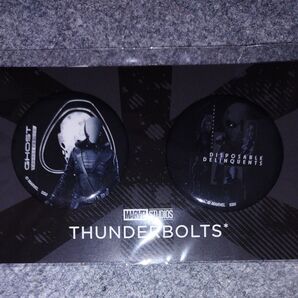 GHOST
DISPOSABLE
DELINQUENTS
MARVEL STUDIOS
THUNDERBOLTS*